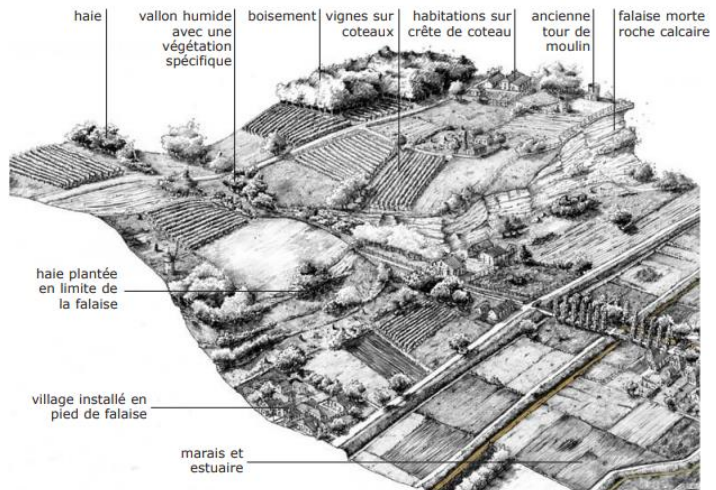 haie
vallon humide
avec une
végétation
spécifique
boisement
vignes sur
coteaux
habitations sur
crête de coteau
ancienne
tour de
moulin
falaise morte
roche calcaire
haie plantée
en limite de
la falaise
village installé en
pied de falaise
marais et
estuaire